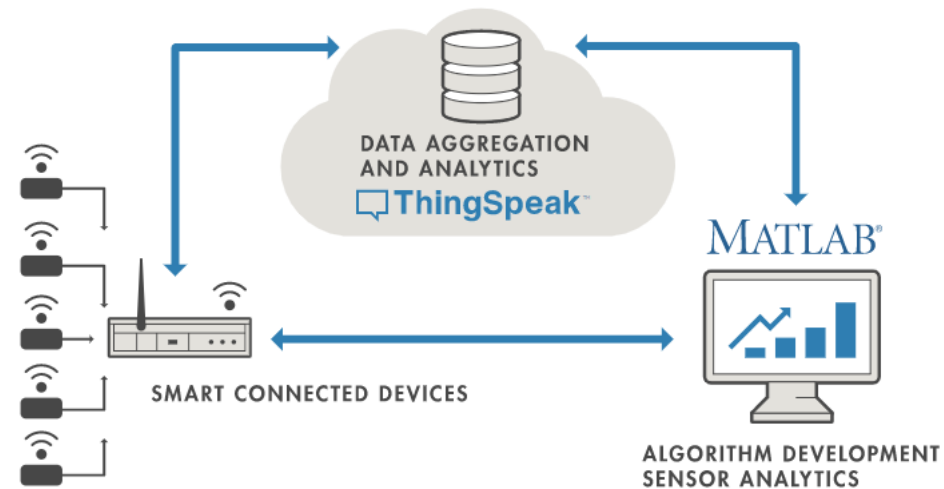 DATA AGGREGATION
AND ANALYTICS
ThingSpeak™
MATLAB®
SMART CONNECTED DEVICES
ALGORITHM DEVELOPMENT
SENSOR ANALYTICS